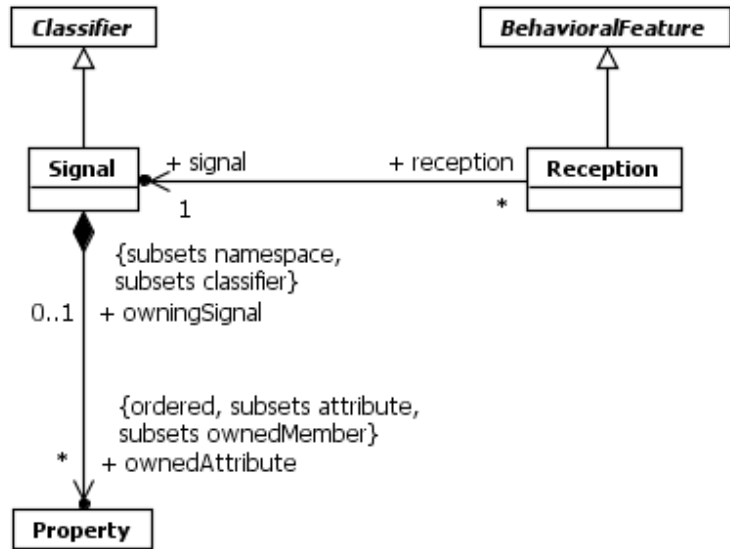 Classifier
BehavioralFeature
Signal
+ signal
+ reception
Reception
1
*
{subsets namespace,
subsets classifier}
0..1
+ owningSignal
{ordered, subsets attribute,
subsets ownedMember}
*
+ ownedAttribute
Property